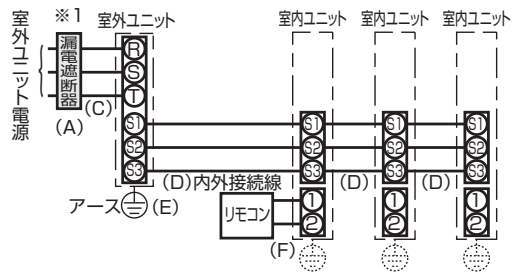 ※1
室外ユニット
室内ユニット
室内ユニット
室内ユニット
室外ユニット電源
漏電遮断器
(A)
(C)
R
S
T
S1
S2
S3
S1
S2
S3
S1
S2
S3
S1
S2
S3
(D)内外接続線
(D)
(D)
アース
(E)
リモコン
(F)
1
2
1
2
1
2